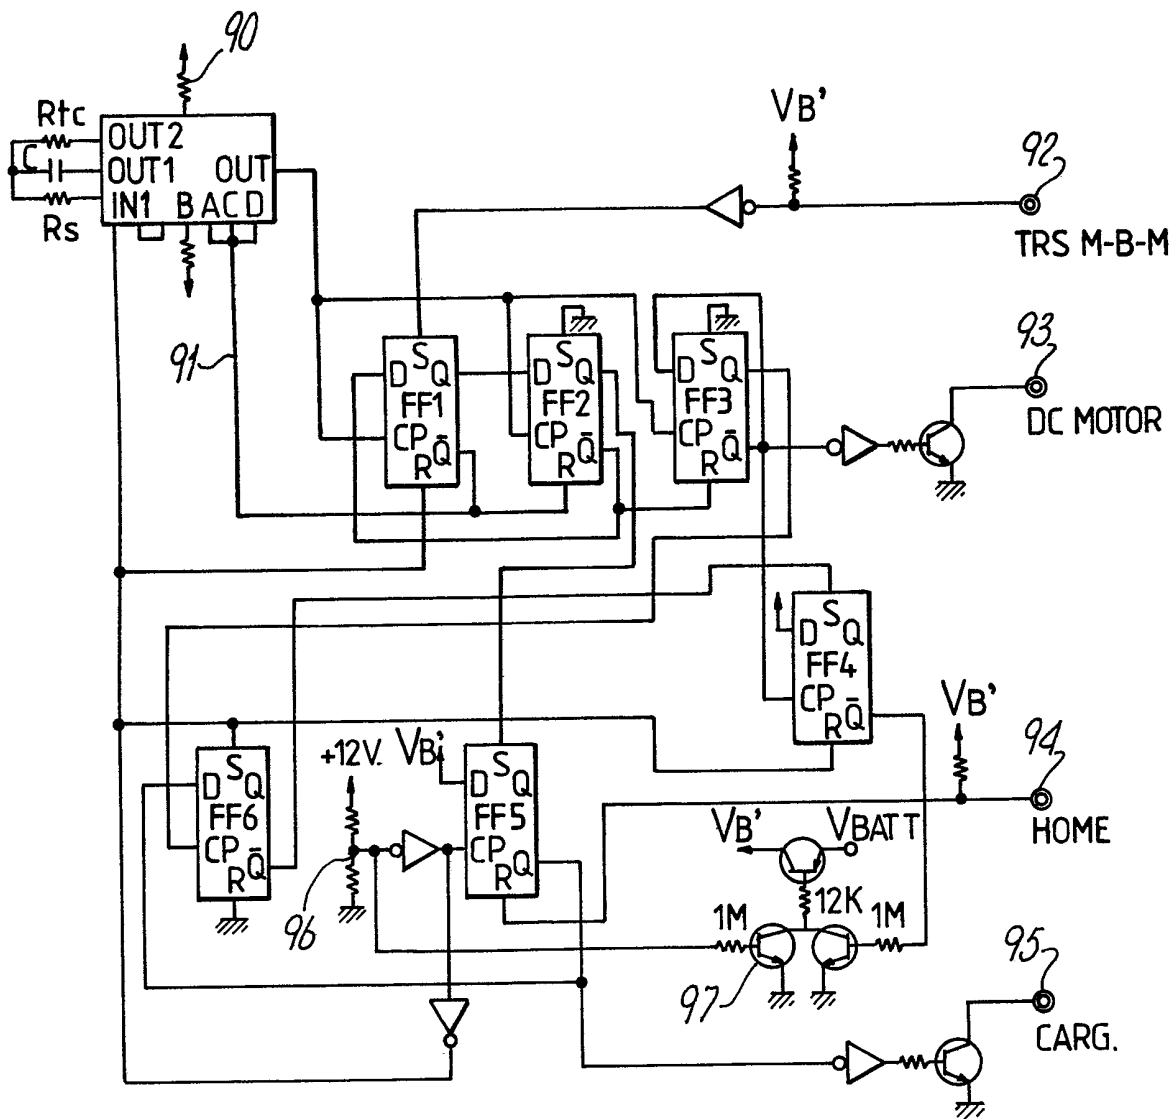 90
Rtc
OUT2
C
OUT1 OUT
IN1 B A C D
Rs
VB'
92
TRS M-B-M
91
S
D Q
FF1
CP Q̄
R
S
D Q
FF2
CP Q̄
R
S
D Q
FF3
CP Q̄
R
93
DC MOTOR
S
D Q
FF4
CP Q̄
R
VB'
94
HOME
+12V.
VB'
S
D Q
FF6
CP Q̄
R
S
D Q
FF5
CP Q
R
96
VB' VBATT
12K
1M 1M
97
95
CARG.